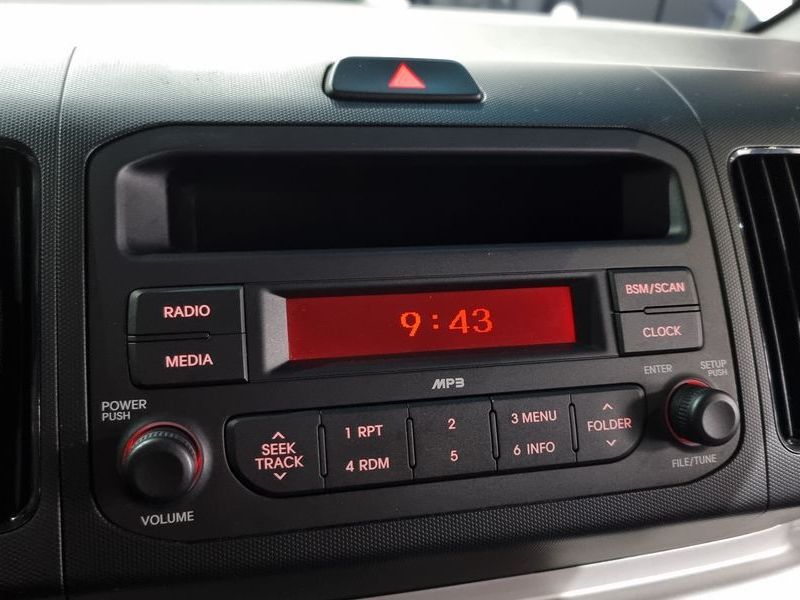 RADIO
MEDIA
9:43
BSM/SCAN
CLOCK
MP3
POWER
PUSH
VOLUME
SEEK
TRACK
1 RPT
4 RDM
2
5
3 MENU
6 INFO
FOLDER
ENTER
SETUP
PUSH
FILE/TUNE